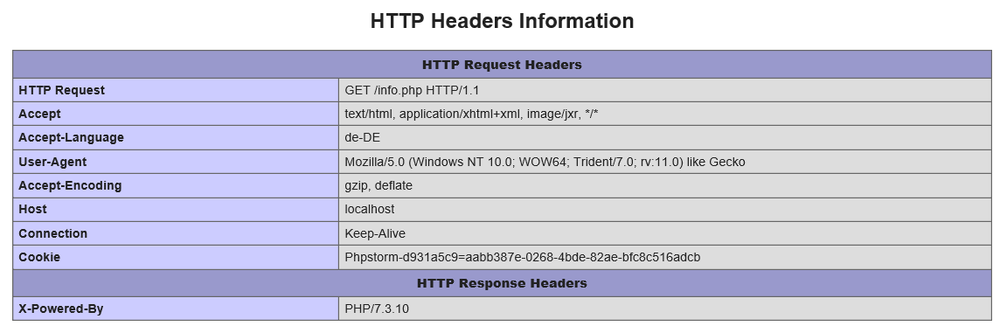 HTTP Headers Information
HTTP Request Headers
HTTP Request GET /info.php HTTP/1.1
Accept text/html, application/xhtml+xml, image/jxr, */*
Accept-Language de-DE
User-Agent Mozilla/5.0 (Windows NT 10.0; WOW64; Trident/7.0; rv:11.0) like Gecko
Accept-Encoding gzip, deflate
Host localhost
Connection Keep-Alive
Cookie Phpstorm-d931a5c9=aabb387e-0268-4bde-82ae-bfc8c516adcb
HTTP Response Headers
X-Powered-By PHP/7.3.10